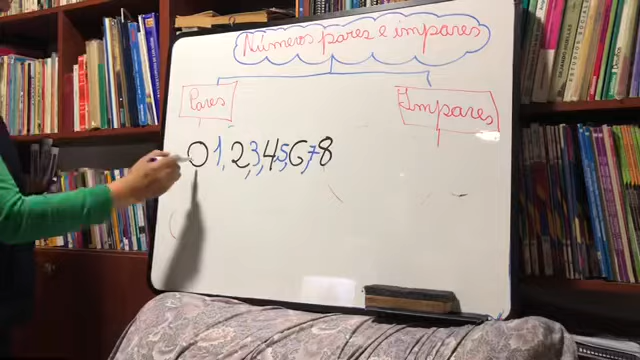 Números pares e ímpares
Pares
Ímpares
0 1, 2, 3, 4, 5, 6, 7 8